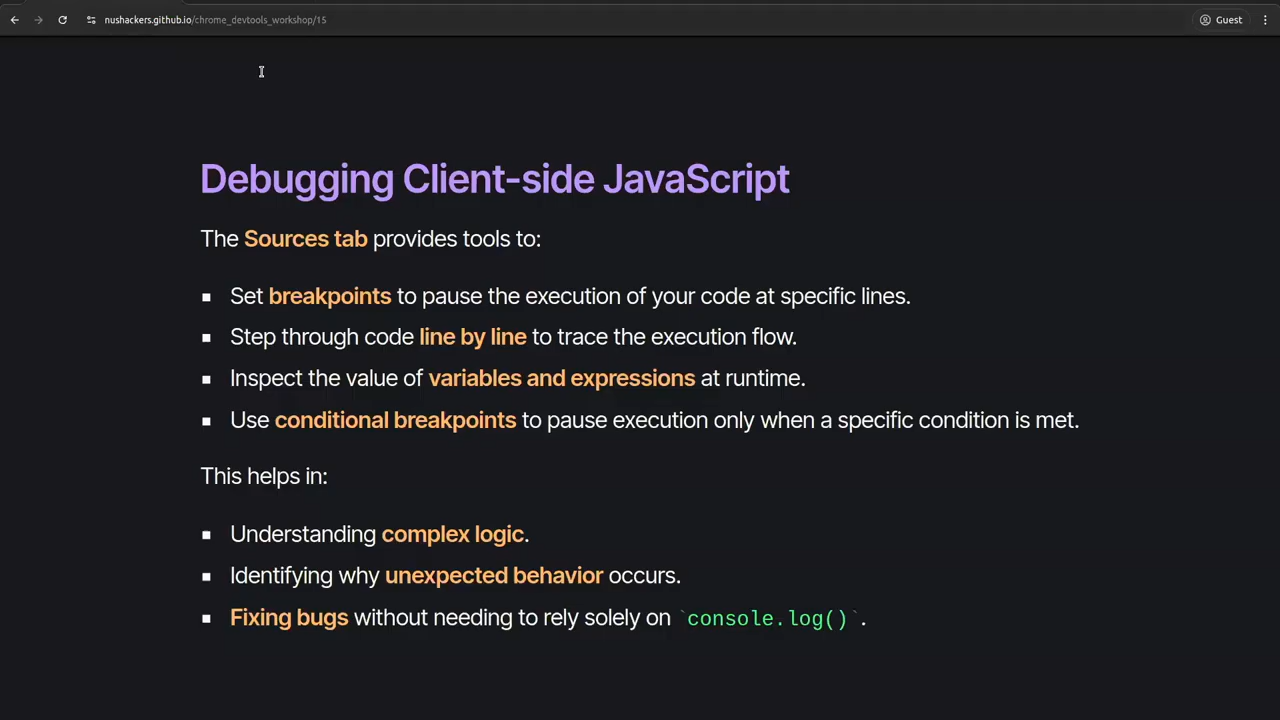 nushackers.github.io/chrome_devtools_workshop/15
Guest
Debugging Client-side JavaScript
The Sources tab provides tools to:
Set breakpoints to pause the execution of your code at specific lines.
Step through code line by line to trace the execution flow.
Inspect the value of variables and expressions at runtime.
Use conditional breakpoints to pause execution only when a specific condition is met.
This helps in:
Understanding complex logic.
Identifying why unexpected behavior occurs.
Fixing bugs without needing to rely solely on `console.log()`.